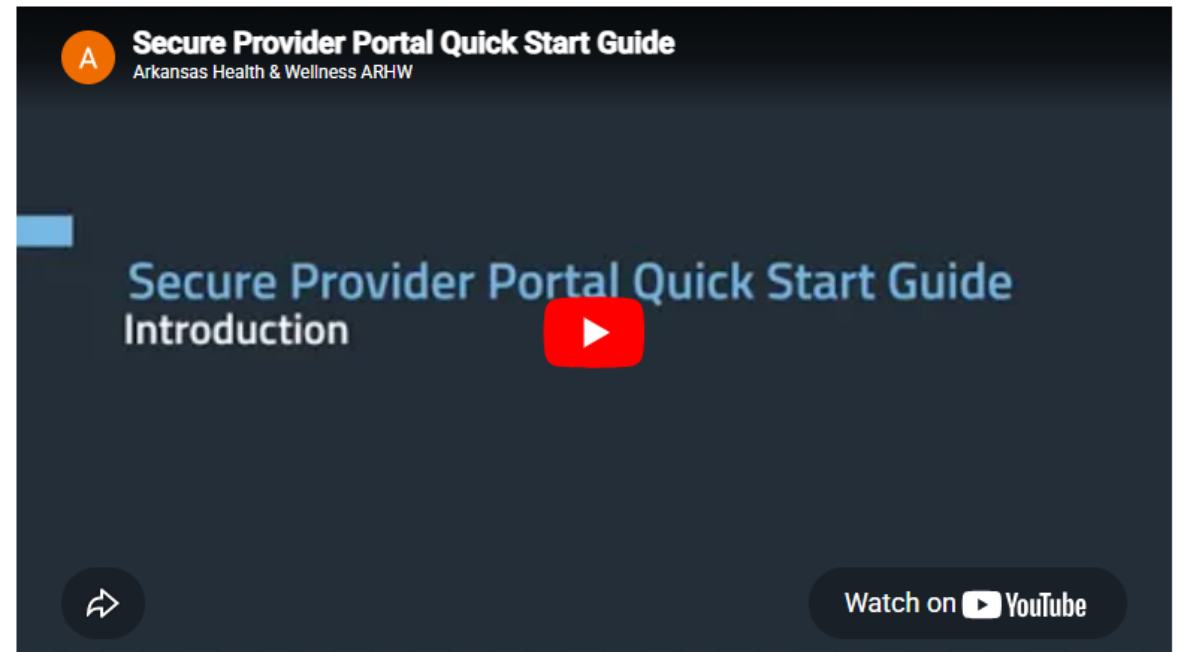 A
Secure Provider Portal Quick Start Guide
Arkansas Health & Wellness ARHW
Secure Provider Portal Quick Start Guide
Introduction
Watch on YouTube